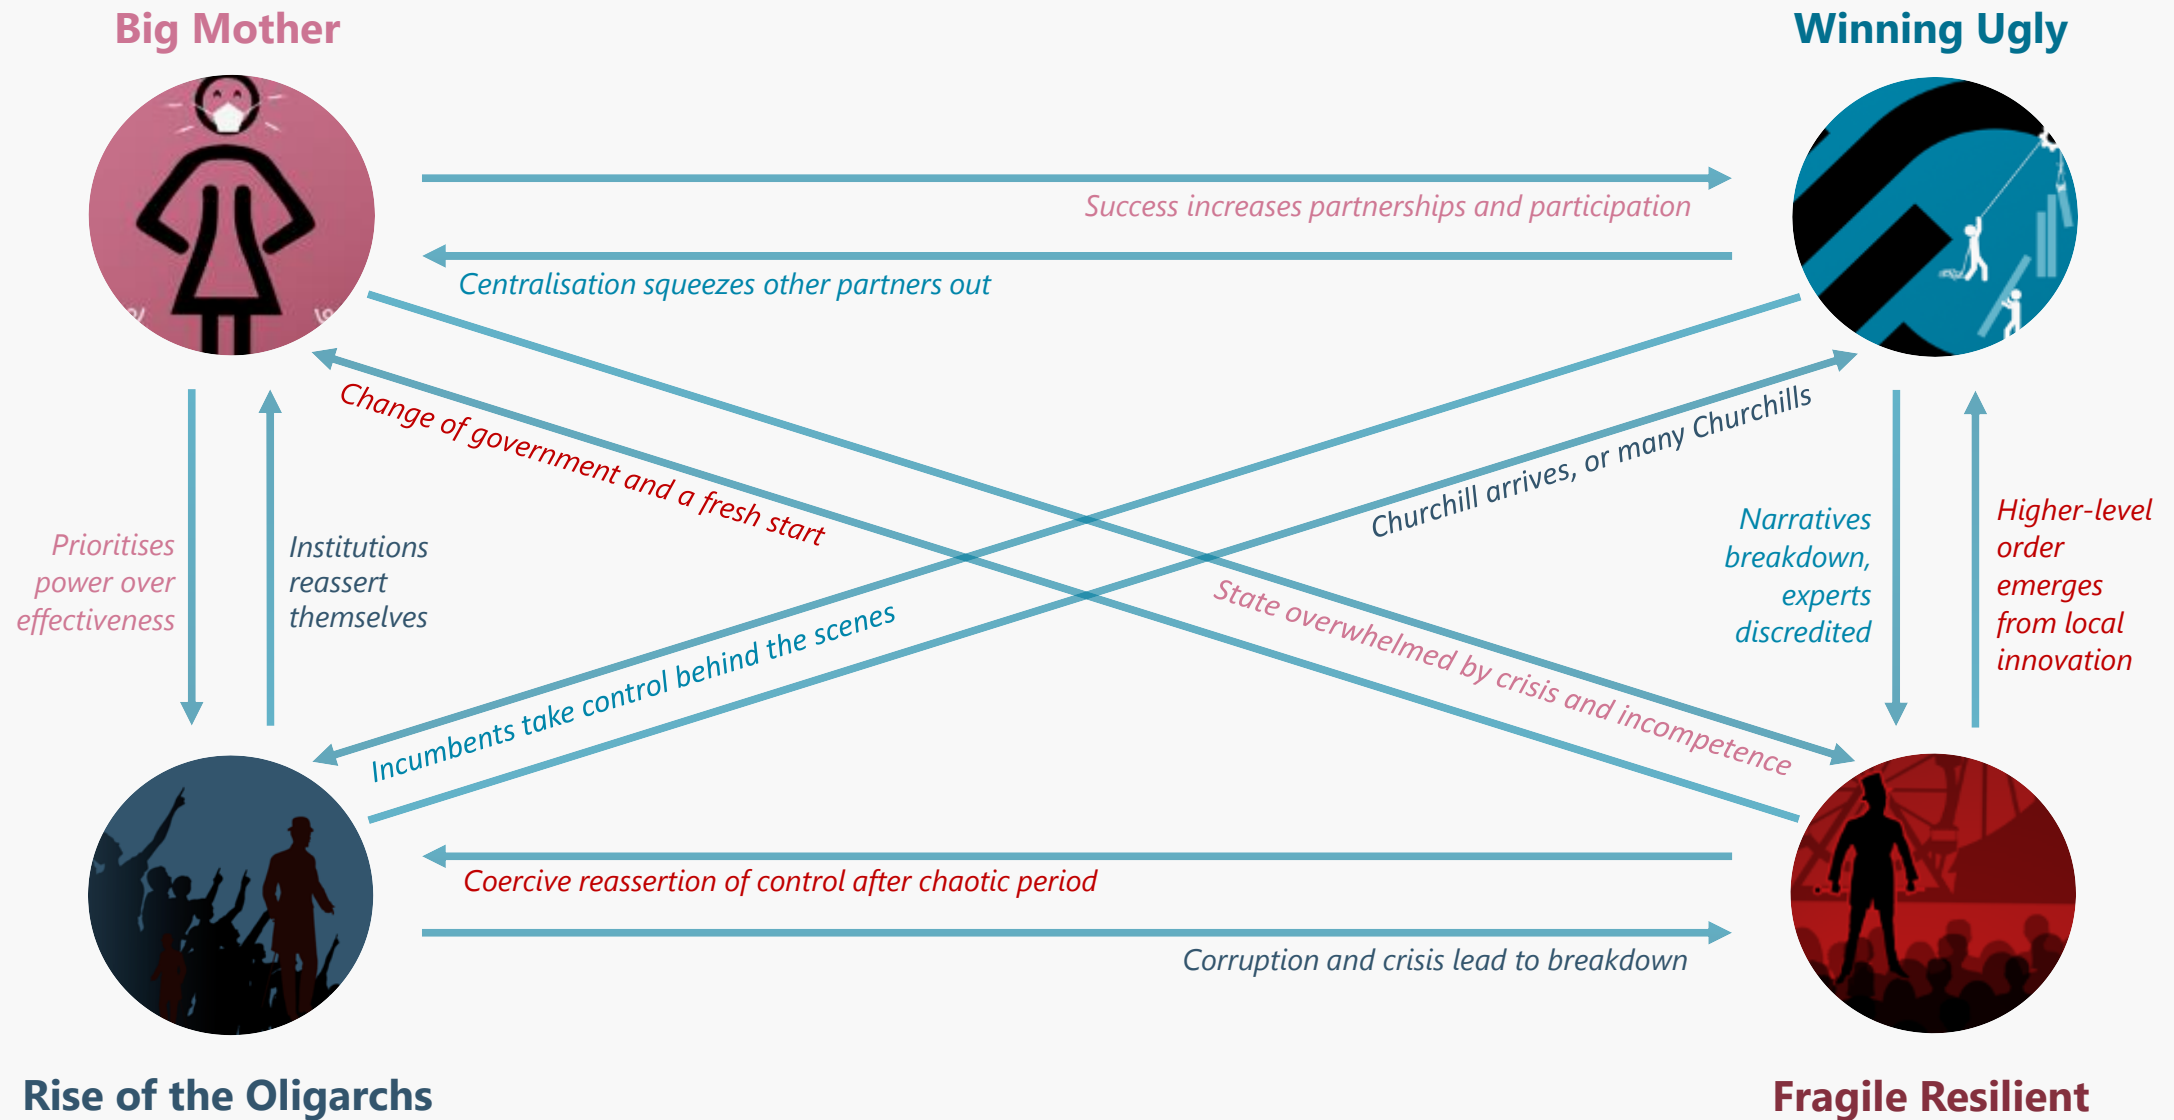 Big Mother
Winning Ugly
Success increases partnerships and participation
Centralisation squeezes other partners out
Change of government and a fresh start
Churchill arrives, or many Churchills
Prioritises
power over
effectiveness
Institutions
reassert
themselves
Narratives
breakdown,
experts
discredited
Higher-level
order
emerges
from local
innovation
Incumbents take control behind the scenes
State overwhelmed by crisis and incompetence
Coercive reassertion of control after chaotic period
Corruption and crisis lead to breakdown
Rise of the Oligarchs
Fragile Resilient